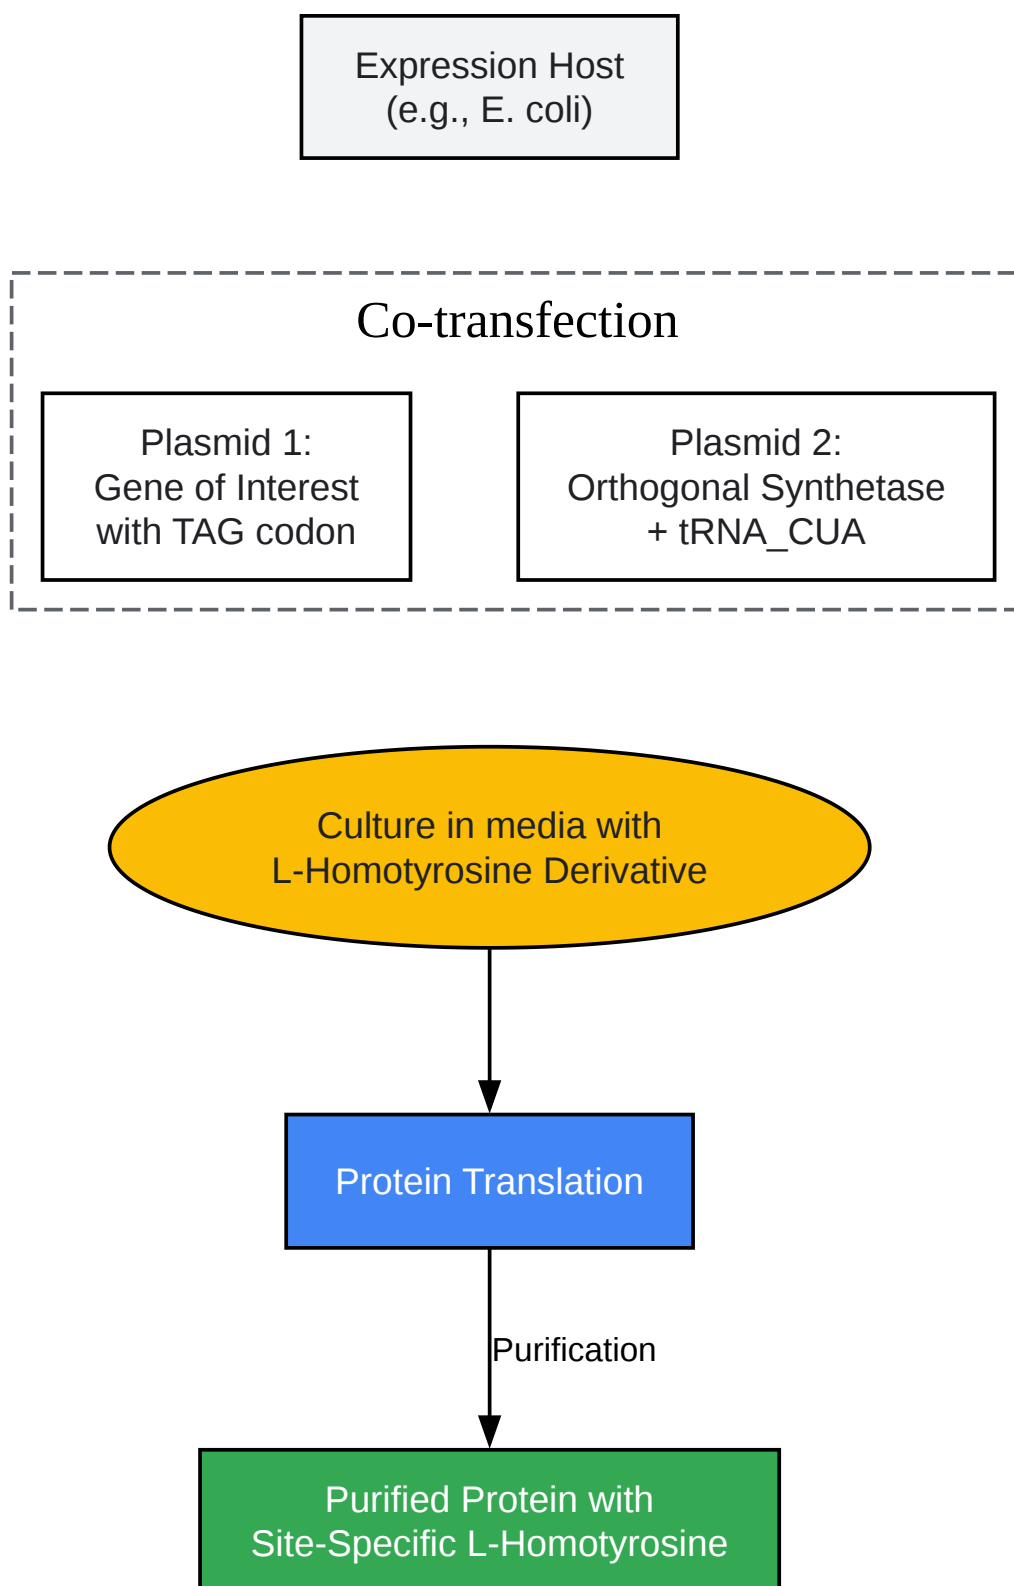 Expression Host
(e.g., E. coli)
Co-transfection
Plasmid 1:
Gene of Interest
with TAG codon
Plasmid 2:
Orthogonal Synthetase
+ tRNA_CUA
Culture in media with
L-Homotyrosine Derivative
Protein Translation
Purification
Purified Protein with
Site-Specific L-Homotyrosine